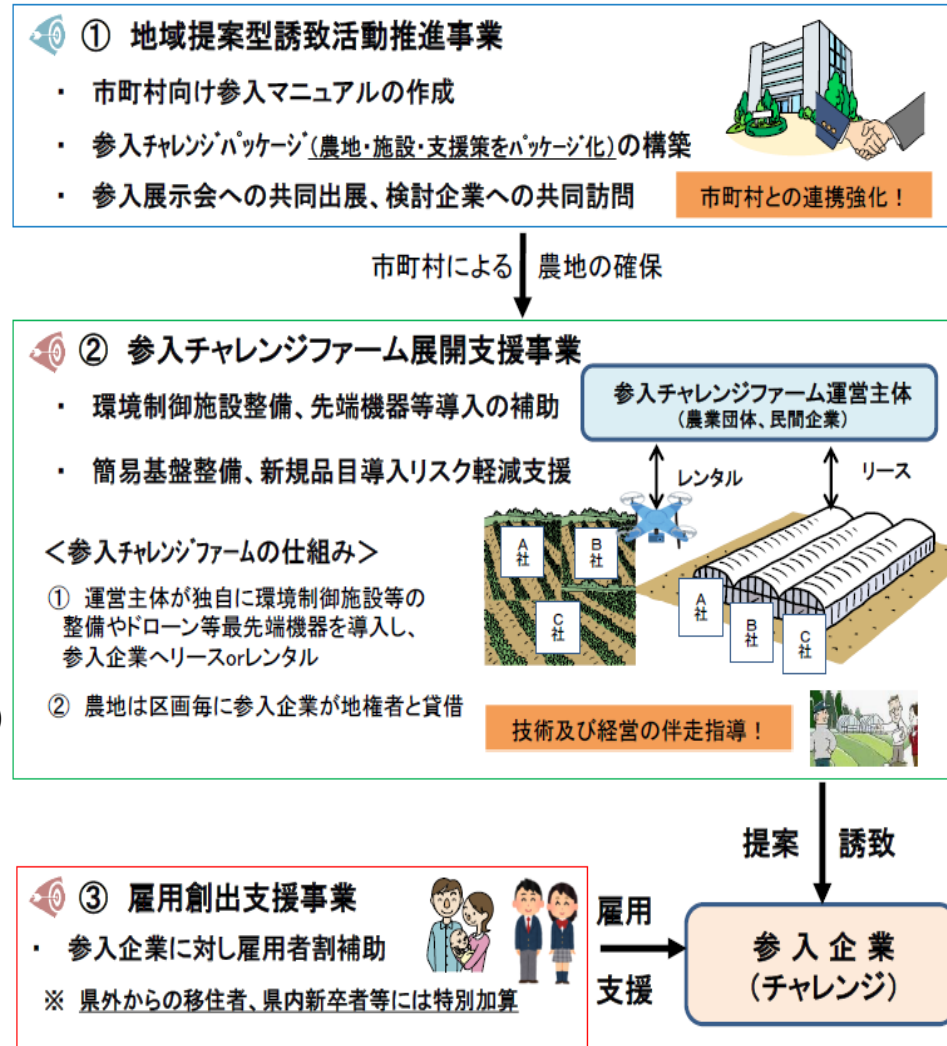 ① 地域提案型誘致活動推進事業
・ 市町村向け参入マニュアルの作成
・ 参入ﾁｬﾚﾝｼﾞﾊﾟｯｹｰｼﾞ(農地・施設・支援策をﾊﾟｯｹｰｼﾞ化)の構築
・ 参入展示会への共同出展、検討企業への共同訪問
市町村との連携強化！
市町村による 農地の確保
② 参入チャレンジファーム展開支援事業
・ 環境制御施設整備、先端機器等導入の補助
・ 簡易基盤整備、新規品目導入リスク軽減支援
参入チャレンジファーム運営主体
(農業団体、民間企業)
レンタル
リース
A社
B社
C社
A社
B社
C社
＜参入ﾁｬﾚﾝｼﾞﾌｧｰﾑの仕組み＞
① 運営主体が独自に環境制御施設等の
整備やドローン等最先端機器を導入し、
参入企業へリースorレンタル
② 農地は区画毎に参入企業が地権者と貸借
技術及び経営の伴走指導！
)
提案 誘致
③ 雇用創出支援事業
・ 参入企業に対し雇用者割補助
※ 県外からの移住者、県内新卒者等には特別加算
雇用
支援
参入企業
(チャレンジ)